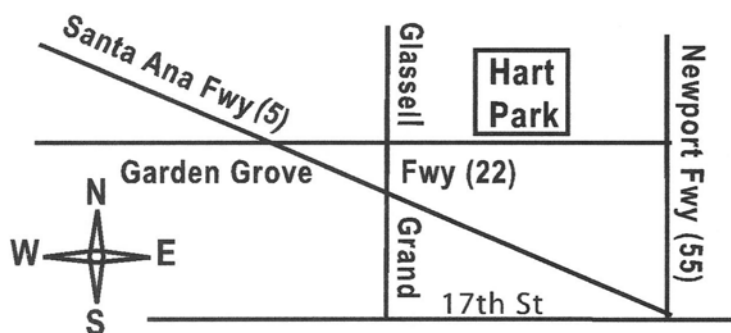 Santa Ana Fwy (5)
Glassell
Hart
Park
Newport Fwy (55)
Garden Grove Fwy (22)
N
W E
S
Grand
17th St